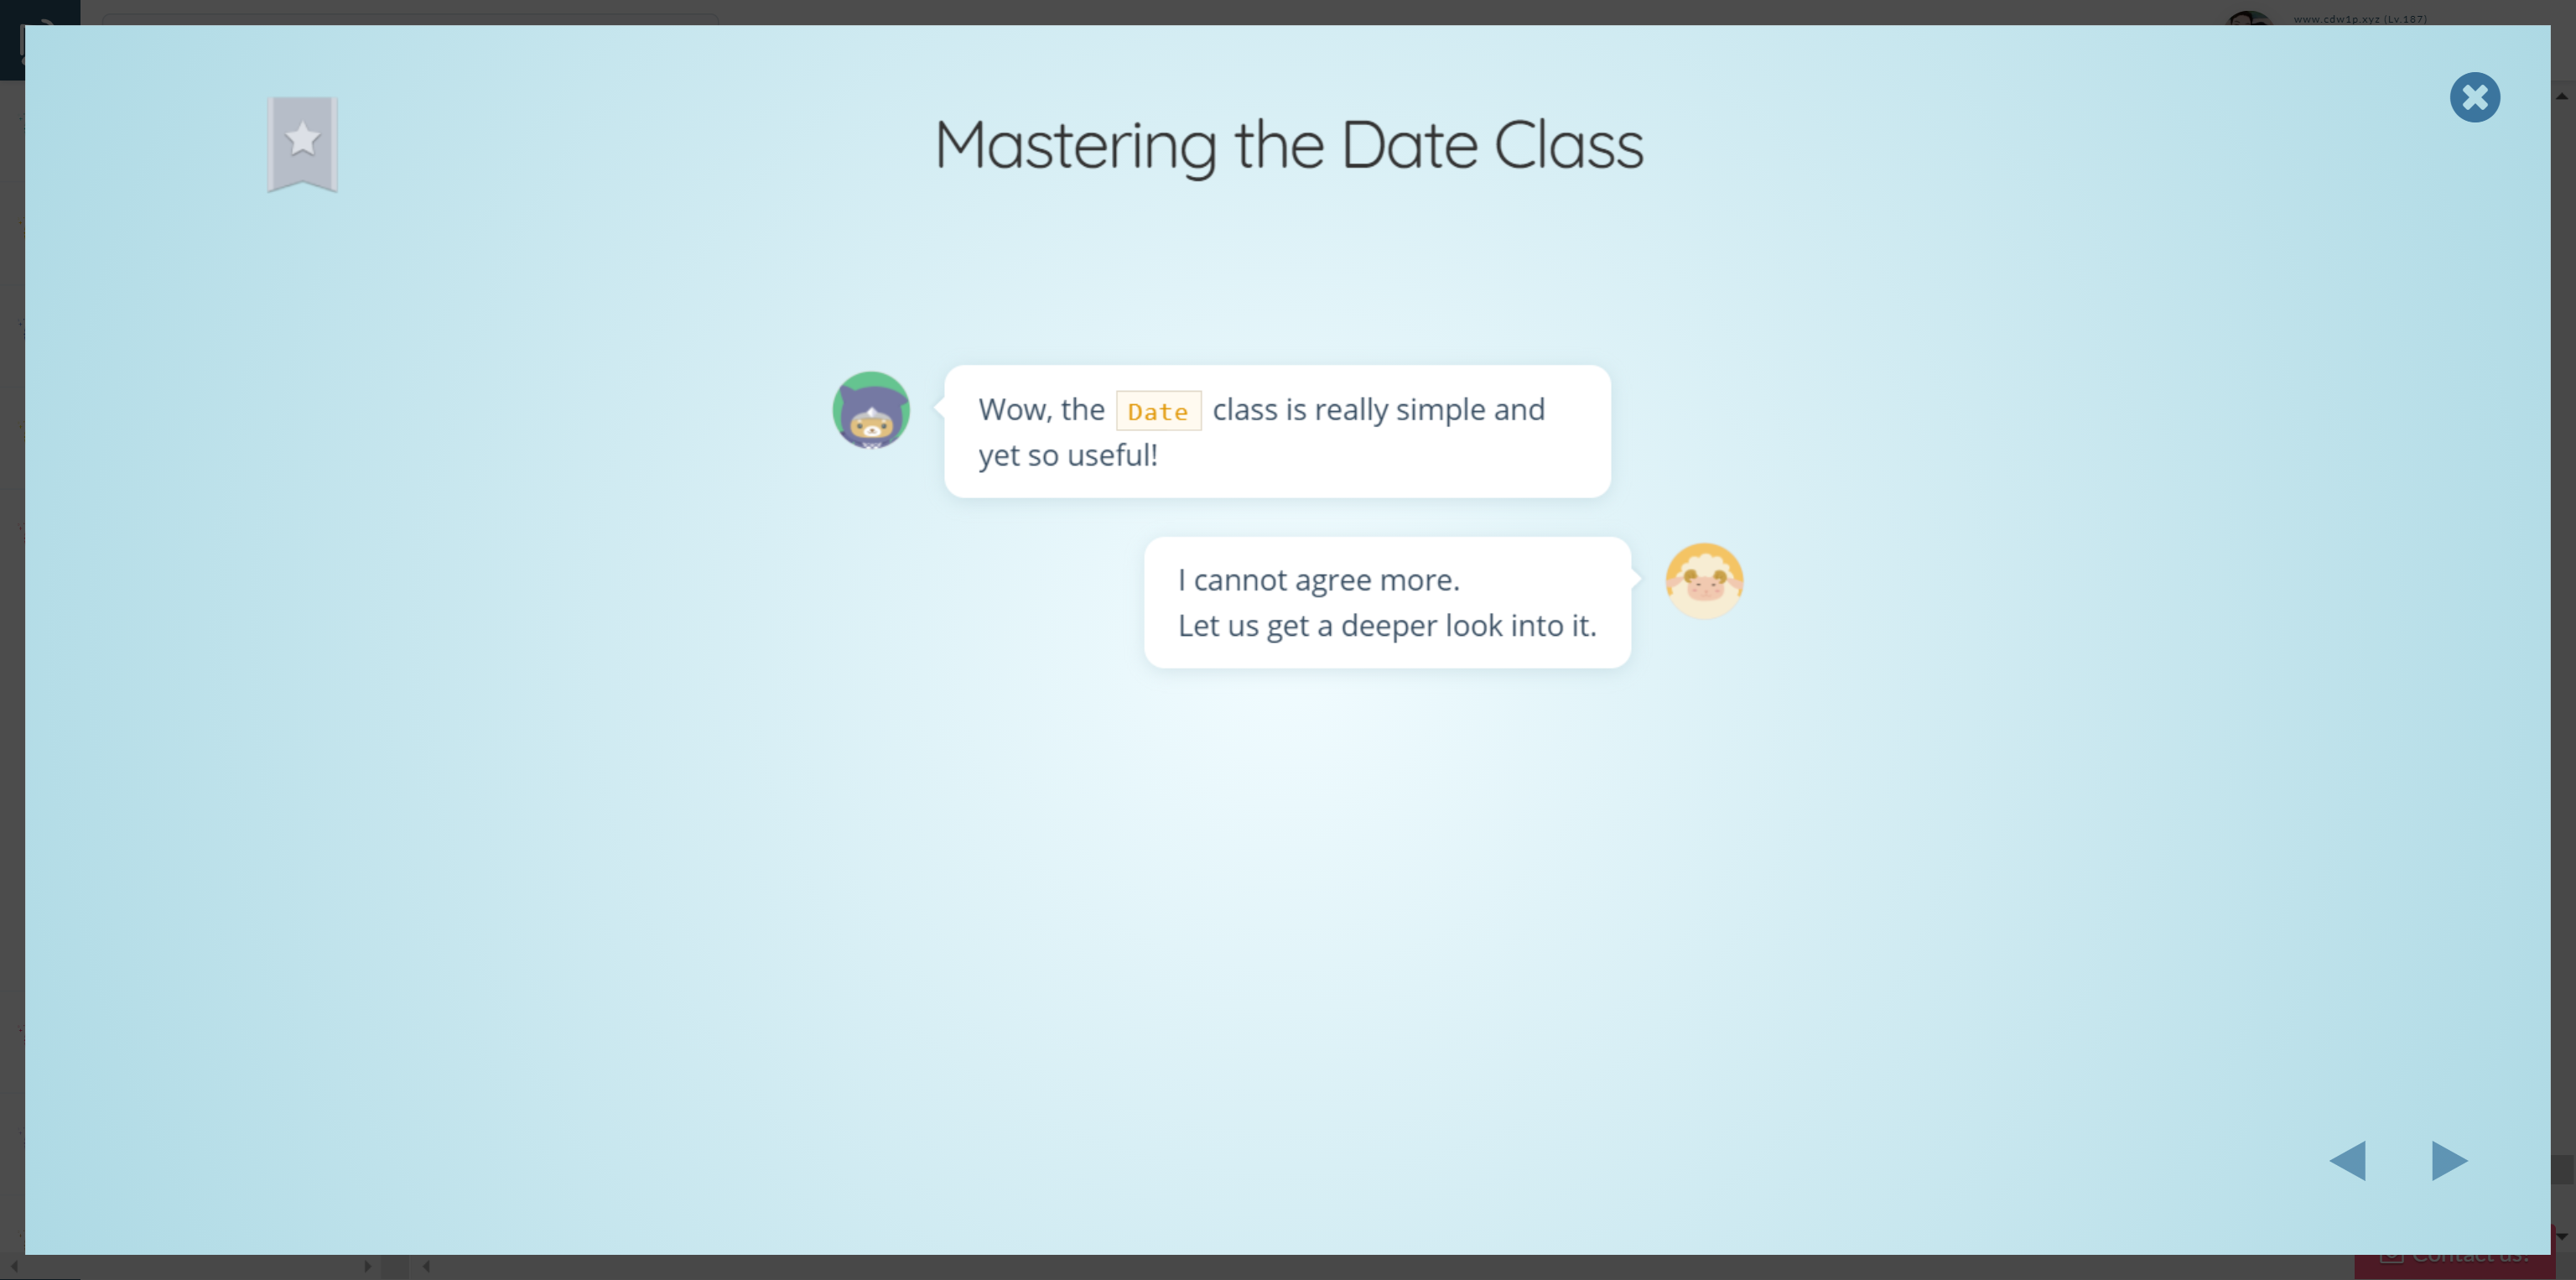 www.cdw1p.xyz (Lv.187)
Mastering the Date Class
Wow, the Date class is really simple and
yet so useful!
I cannot agree more.
Let us get a deeper look into it.
Contact us!